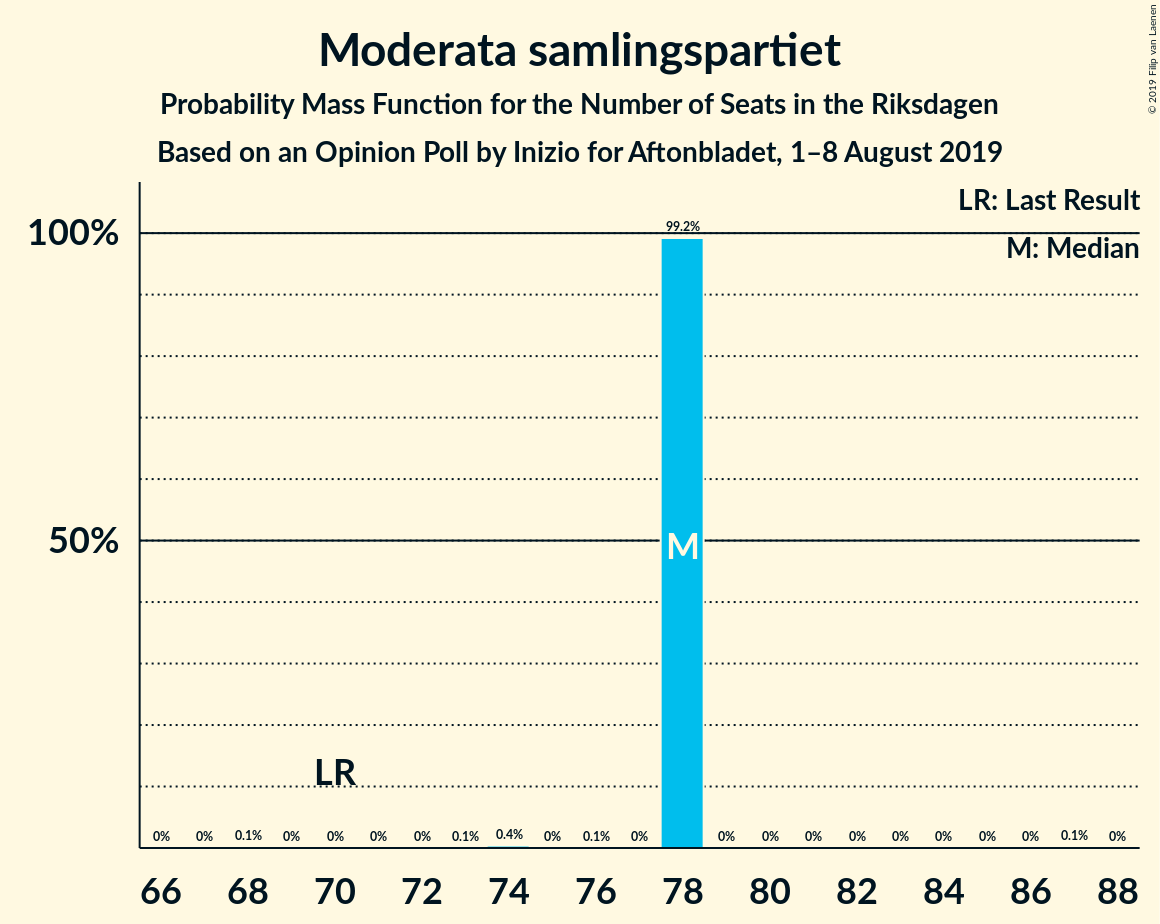 Moderata samlingspartiet
Probability Mass Function for the Number of Seats in the Riksdagen
Based on an Opinion Poll by Inizio for Aftonbladet, 1–8 August 2019
© 2019 Filip van Laenen
LR: Last Result
M: Median
100%
50%
99.2%
M
LR
0% 0% 0.1% 0% 0% 0% 0% 0.1% 0.4% 0% 0.1% 0% 0% 0% 0% 0% 0% 0% 0% 0% 0.1% 0%
66 68 70 72 74 76 78 80 82 84 86 88